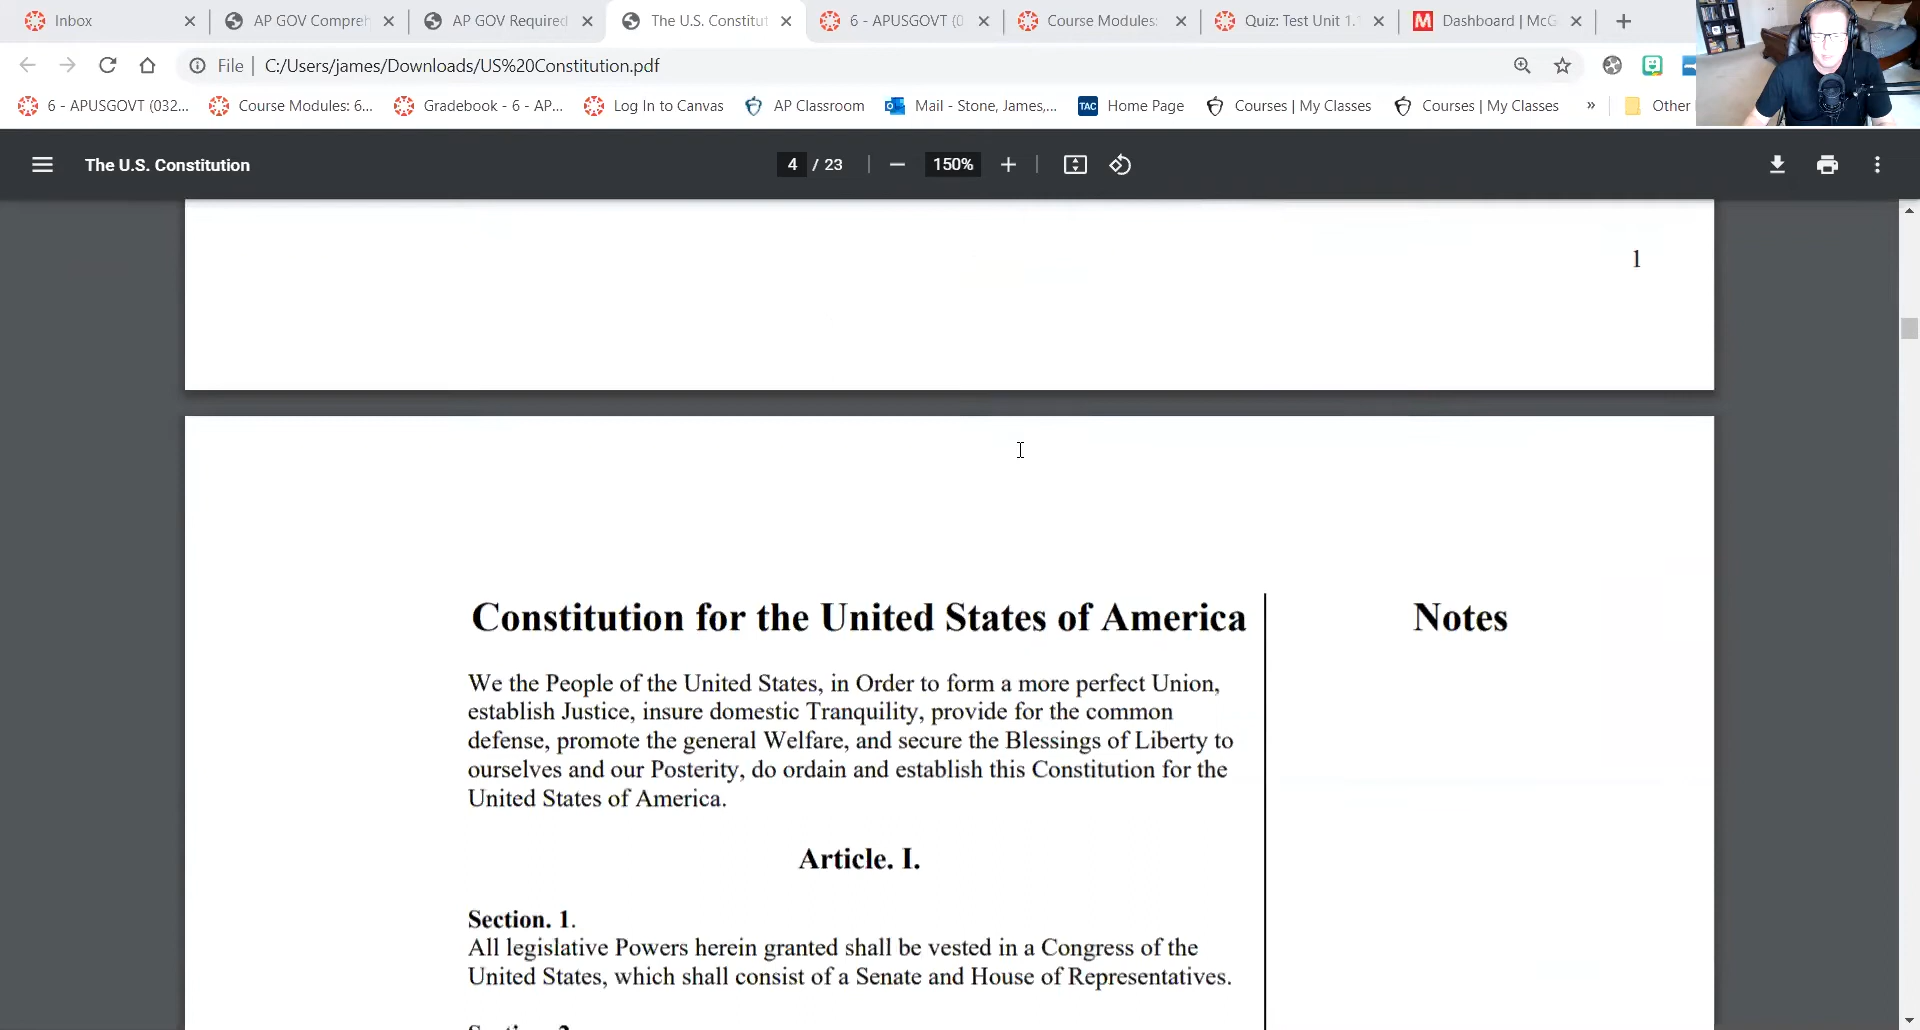 Inbox
AP GOV Compreh
AP GOV Required
The U.S. Constitut
6 - APUSGOVT (0
Course Modules:
Quiz: Test Unit 1.
Dashboard | McG
File
C:/Users/james/Downloads/US%20Constitution.pdf
6 - APUSGOVT (032...
Course Modules: 6...
Gradebook - 6 - AP...
Log In to Canvas
AP Classroom
Mail - Stone, James,...
TAC Home Page
Courses | My Classes
Courses | My Classes
»
Other
The U.S. Constitution
4 / 23
150%
1
Constitution for the United States of America
Notes
We the People of the United States, in Order to form a more perfect Union,
establish Justice, insure domestic Tranquility, provide for the common
defense, promote the general Welfare, and secure the Blessings of Liberty to
ourselves and our Posterity, do ordain and establish this Constitution for the
United States of America.
Article. I.
Section. 1.
All legislative Powers herein granted shall be vested in a Congress of the
United States, which shall consist of a Senate and House of Representatives.